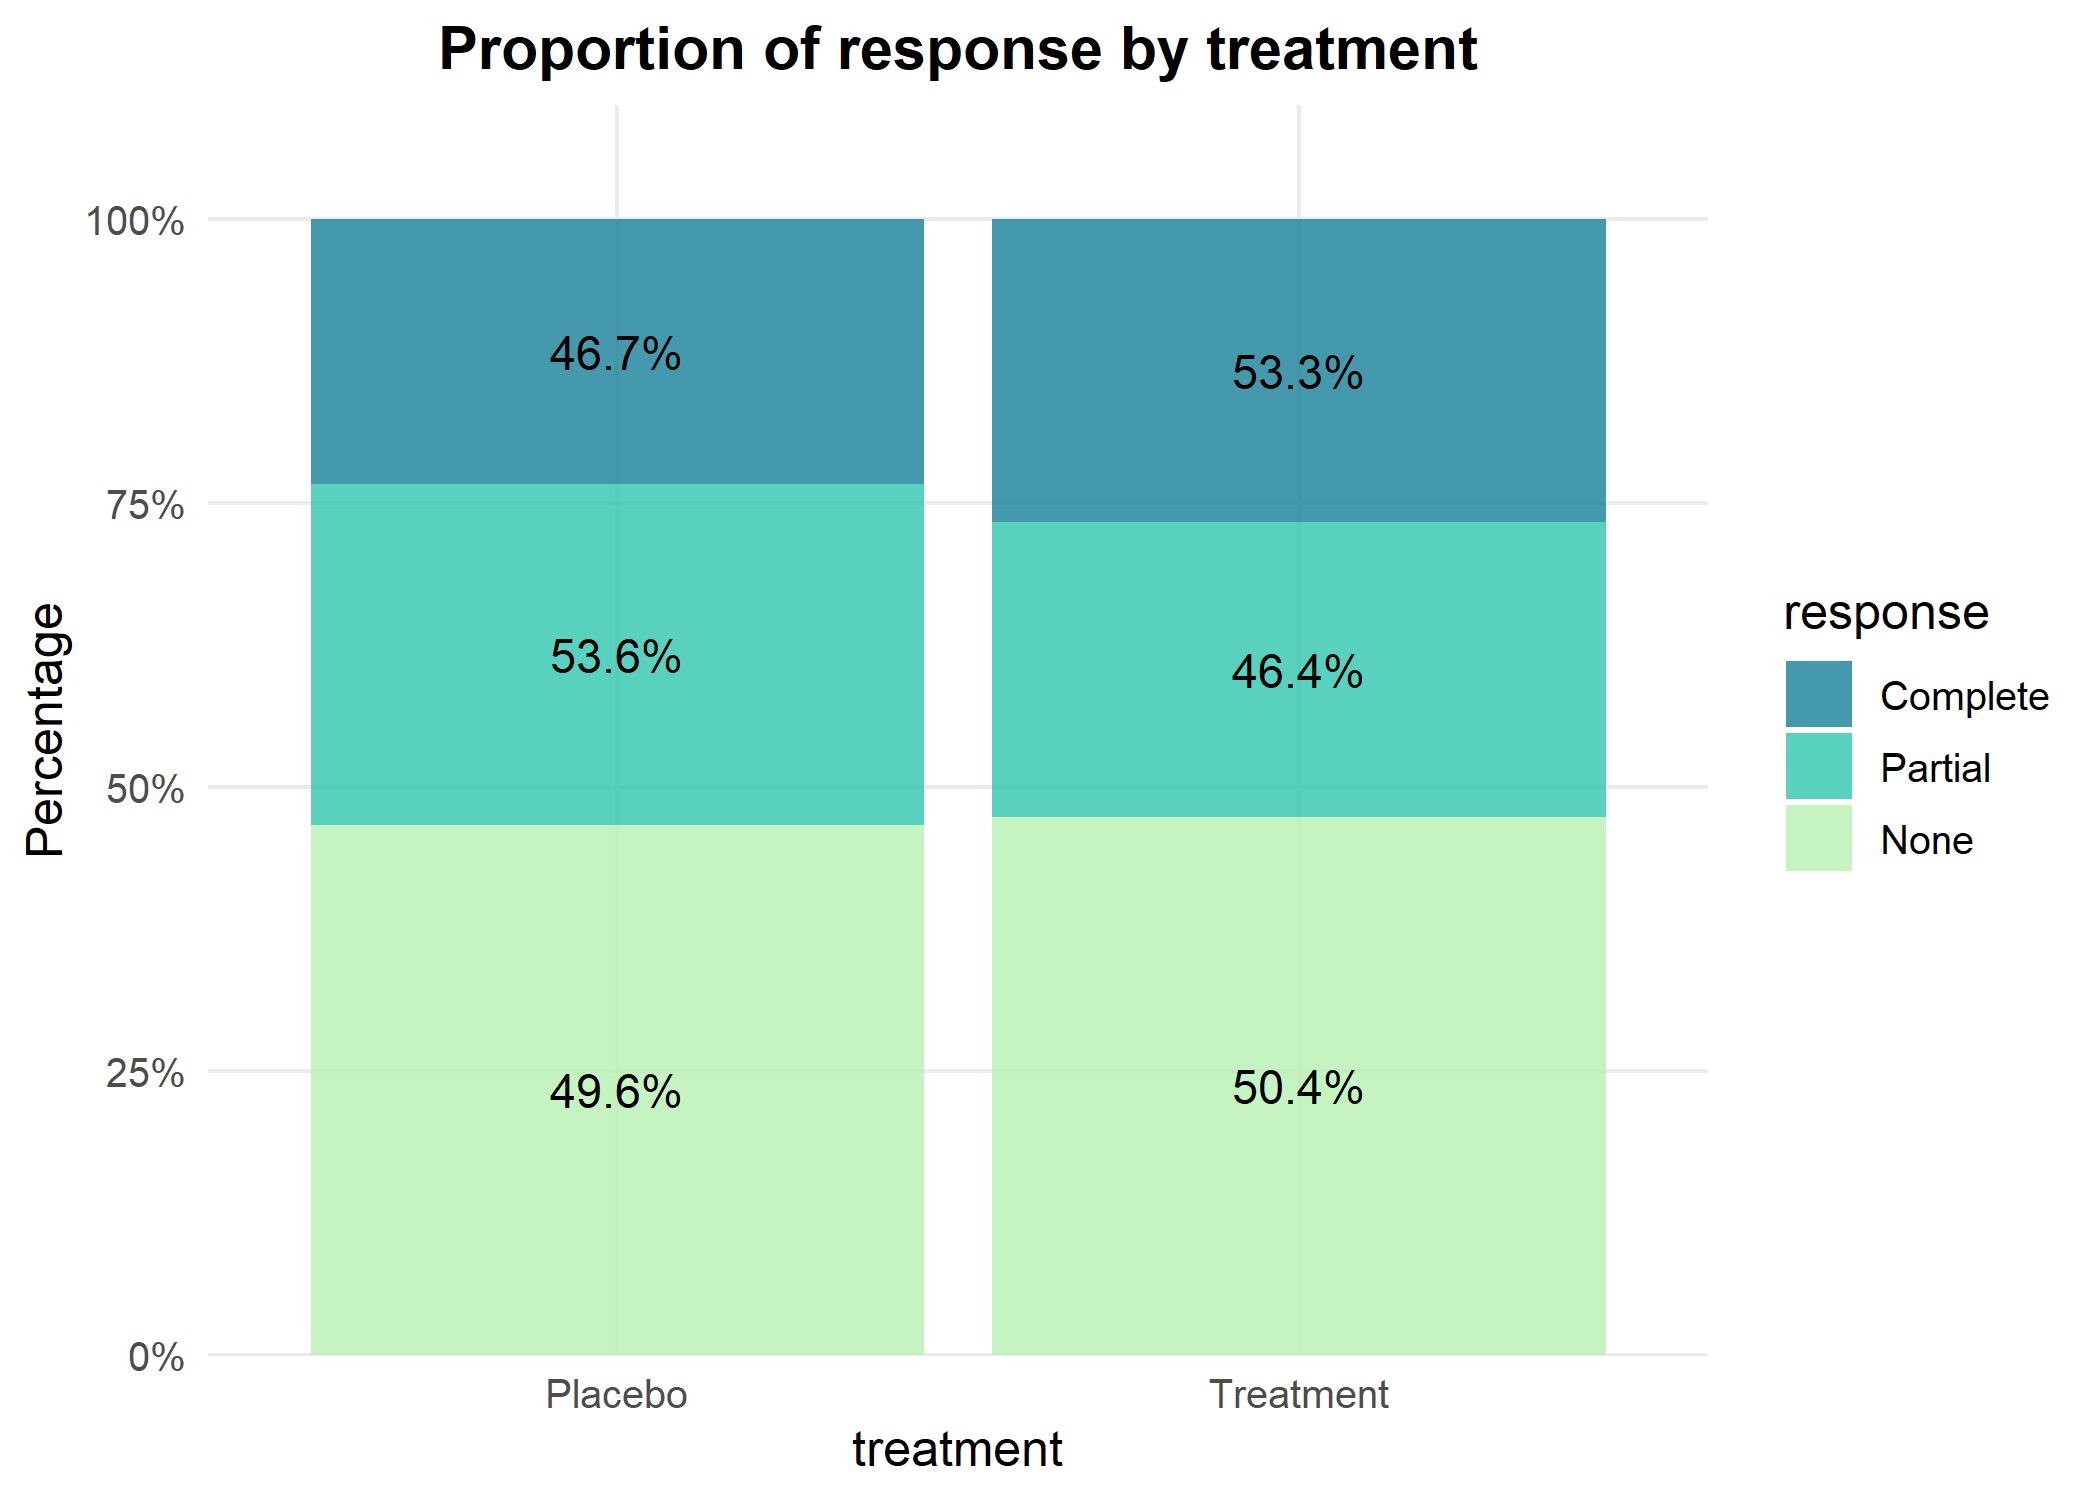 Proportion of response by treatment
Percentage
100%
75%
50%
25%
0%
46.7%
53.3%
53.6%
46.4%
49.6%
50.4%
Placebo
Treatment
treatment
response
Complete
Partial
None